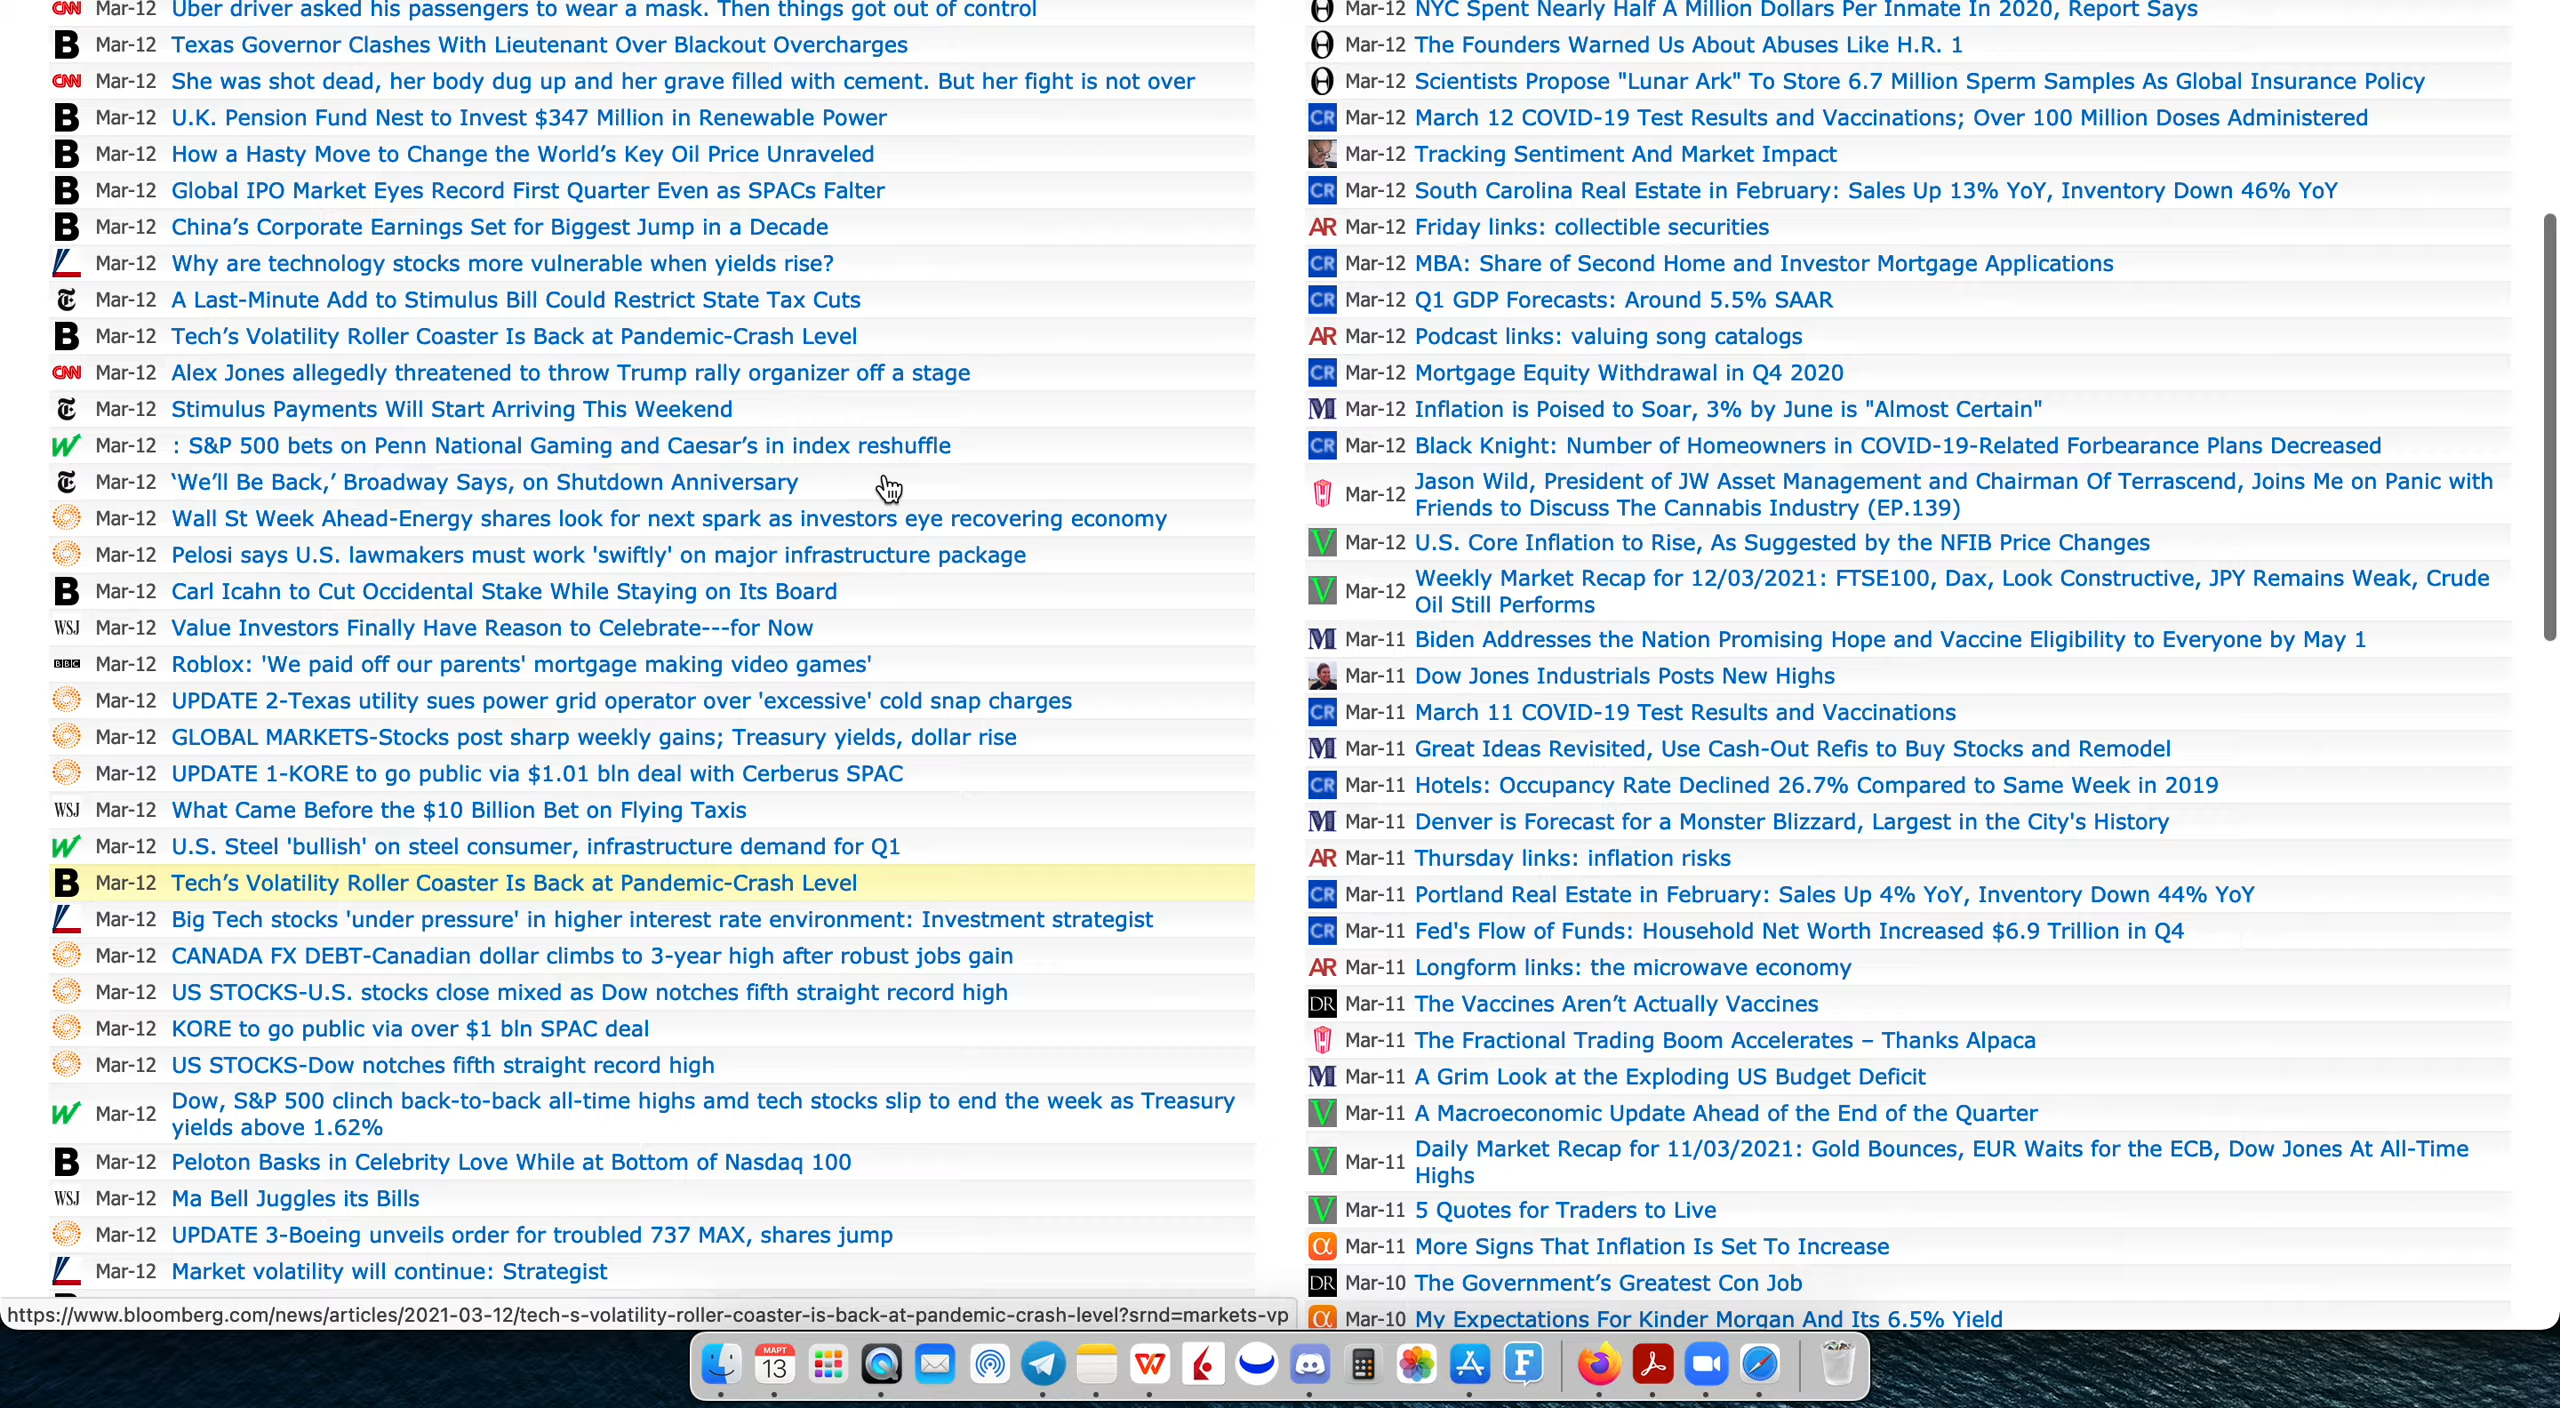 CNN Mar-12 Uber driver asked his passengers to wear a mask. Then things got out of control
B Mar-12 Texas Governor Clashes With Lieutenant Over Blackout Overcharges
CNN Mar-12 She was shot dead, her body dug up and her grave filled with cement. But her fight is not over
B Mar-12 U.K. Pension Fund Nest to Invest $347 Million in Renewable Power
B Mar-12 How a Hasty Move to Change the World’s Key Oil Price Unraveled
B Mar-12 Global IPO Market Eyes Record First Quarter Even as SPACs Falter
B Mar-12 China’s Corporate Earnings Set for Biggest Jump in a Decade
Mar-12 Why are technology stocks more vulnerable when yields rise?
T Mar-12 A Last-Minute Add to Stimulus Bill Could Restrict State Tax Cuts
B Mar-12 Tech’s Volatility Roller Coaster Is Back at Pandemic-Crash Level
CNN Mar-12 Alex Jones allegedly threatened to throw Trump rally organizer off a stage
T Mar-12 Stimulus Payments Will Start Arriving This Weekend
W Mar-12 : S&P 500 bets on Penn National Gaming and Caesar’s in index reshuffle
T Mar-12 ‘We’ll Be Back,’ Broadway Says, on Shutdown Anniversary
Mar-12 Wall St Week Ahead-Energy shares look for next spark as investors eye recovering economy
Mar-12 Pelosi says U.S. lawmakers must work 'swiftly' on major infrastructure package
B Mar-12 Carl Icahn to Cut Occidental Stake While Staying on Its Board
WSJ Mar-12 Value Investors Finally Have Reason to Celebrate---for Now
BBC Mar-12 Roblox: 'We paid off our parents' mortgage making video games'
Mar-12 UPDATE 2-Texas utility sues power grid operator over 'excessive' cold snap charges
Mar-12 GLOBAL MARKETS-Stocks post sharp weekly gains; Treasury yields, dollar rise
Mar-12 UPDATE 1-KORE to go public via $1.01 bln deal with Cerberus SPAC
WSJ Mar-12 What Came Before the $10 Billion Bet on Flying Taxis
W Mar-12 U.S. Steel 'bullish' on steel consumer, infrastructure demand for Q1
B Mar-12 Tech’s Volatility Roller Coaster Is Back at Pandemic-Crash Level
Mar-12 Big Tech stocks 'under pressure' in higher interest rate environment: Investment strategist
Mar-12 CANADA FX DEBT-Canadian dollar climbs to 3-year high after robust jobs gain
Mar-12 US STOCKS-U.S. stocks close mixed as Dow notches fifth straight record high
Mar-12 KORE to go public via over $1 bln SPAC deal
Mar-12 US STOCKS-Dow notches fifth straight record high
W Mar-12 Dow, S&P 500 clinch back-to-back all-time highs amd tech stocks slip to end the week as Treasury
yields above 1.62%
B Mar-12 Peloton Basks in Celebrity Love While at Bottom of Nasdaq 100
WSJ Mar-12 Ma Bell Juggles its Bills
Mar-12 UPDATE 3-Boeing unveils order for troubled 737 MAX, shares jump
Mar-12 Market volatility will continue: Strategist
https://www.bloomberg.com/news/articles/2021-03-12/tech-s-volatility-roller-coaster-is-back-at-pandemic-crash-level?srnd=markets-vp
Mar-12 NYC Spent Nearly Half A Million Dollars Per Inmate In 2020, Report Says
Mar-12 The Founders Warned Us About Abuses Like H.R. 1
Mar-12 Scientists Propose "Lunar Ark" To Store 6.7 Million Sperm Samples As Global Insurance Policy
CR Mar-12 March 12 COVID-19 Test Results and Vaccinations; Over 100 Million Doses Administered
Mar-12 Tracking Sentiment And Market Impact
CR Mar-12 South Carolina Real Estate in February: Sales Up 13% YoY, Inventory Down 46% YoY
AR Mar-12 Friday links: collectible securities
CR Mar-12 MBA: Share of Second Home and Investor Mortgage Applications
CR Mar-12 Q1 GDP Forecasts: Around 5.5% SAAR
AR Mar-12 Podcast links: valuing song catalogs
CR Mar-12 Mortgage Equity Withdrawal in Q4 2020
M Mar-12 Inflation is Poised to Soar, 3% by June is "Almost Certain"
CR Mar-12 Black Knight: Number of Homeowners in COVID-19-Related Forbearance Plans Decreased
Mar-12 Jason Wild, President of JW Asset Management and Chairman Of Terrascend, Joins Me on Panic with
Friends to Discuss The Cannabis Industry (EP.139)
V Mar-12 U.S. Core Inflation to Rise, As Suggested by the NFIB Price Changes
V Mar-12 Weekly Market Recap for 12/03/2021: FTSE100, Dax, Look Constructive, JPY Remains Weak, Crude
Oil Still Performs
M Mar-11 Biden Addresses the Nation Promising Hope and Vaccine Eligibility to Everyone by May 1
Mar-11 Dow Jones Industrials Posts New Highs
CR Mar-11 March 11 COVID-19 Test Results and Vaccinations
M Mar-11 Great Ideas Revisited, Use Cash-Out Refis to Buy Stocks and Remodel
CR Mar-11 Hotels: Occupancy Rate Declined 26.7% Compared to Same Week in 2019
M Mar-11 Denver is Forecast for a Monster Blizzard, Largest in the City's History
AR Mar-11 Thursday links: inflation risks
CR Mar-11 Portland Real Estate in February: Sales Up 4% YoY, Inventory Down 44% YoY
CR Mar-11 Fed's Flow of Funds: Household Net Worth Increased $6.9 Trillion in Q4
AR Mar-11 Longform links: the microwave economy
DR Mar-11 The Vaccines Aren’t Actually Vaccines
Mar-11 The Fractional Trading Boom Accelerates – Thanks Alpaca
M Mar-11 A Grim Look at the Exploding US Budget Deficit
V Mar-11 A Macroeconomic Update Ahead of the End of the Quarter
V Mar-11 Daily Market Recap for 11/03/2021: Gold Bounces, EUR Waits for the ECB, Dow Jones At All-Time
Highs
V Mar-11 5 Quotes for Traders to Live
α Mar-11 More Signs That Inflation Is Set To Increase
DR Mar-10 The Government’s Greatest Con Job
α Mar-10 My Expectations For Kinder Morgan And Its 6.5% Yield
МАРТ
13